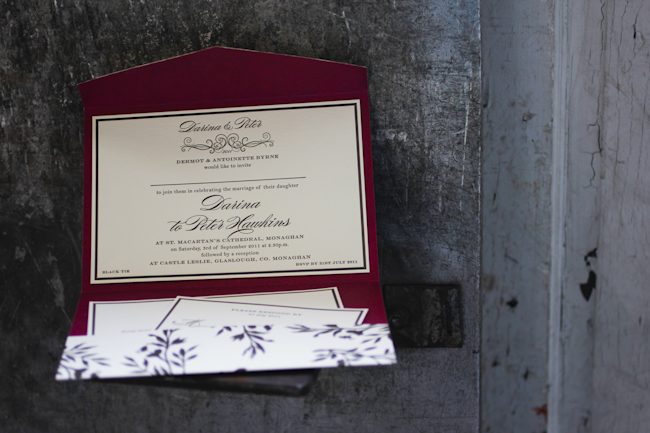 Darina & Peter
DERMOT & ANTOINETTE BYRNE
would like to invite
to join them in celebrating the marriage of their daughter
Darina
to Peter Hawkins
AT ST. MACARTAN'S CATHEDRAL, MONAGHAN
on Saturday, 3rd of September 2011 at 2.30p.m.
followed by a reception
AT CASTLE LESLIE, GLASLOUGH, CO. MONAGHAN
BLACK TIE RSVP BY 31ST JULY 2011